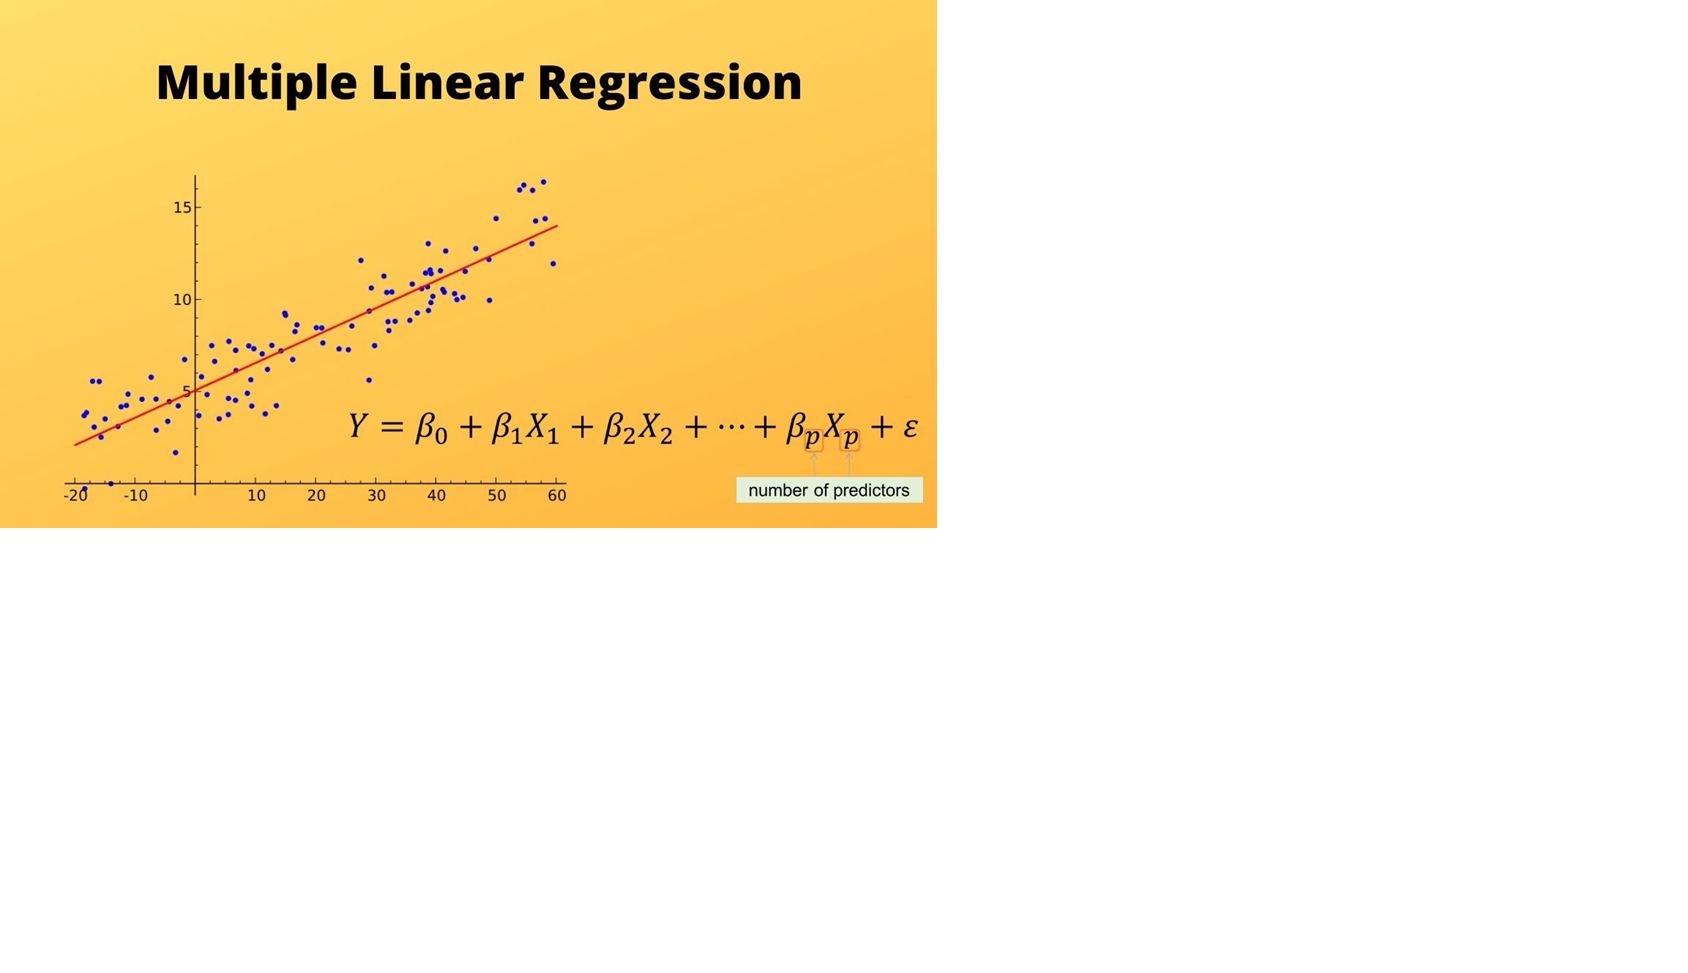 Multiple Linear Regression
15
10
5
Y = β₀ + β₁X₁ + β₂X₂ + ⋯ + βₚXₚ + ε
-20 -10 10 20 30 40 50 60
number of predictors